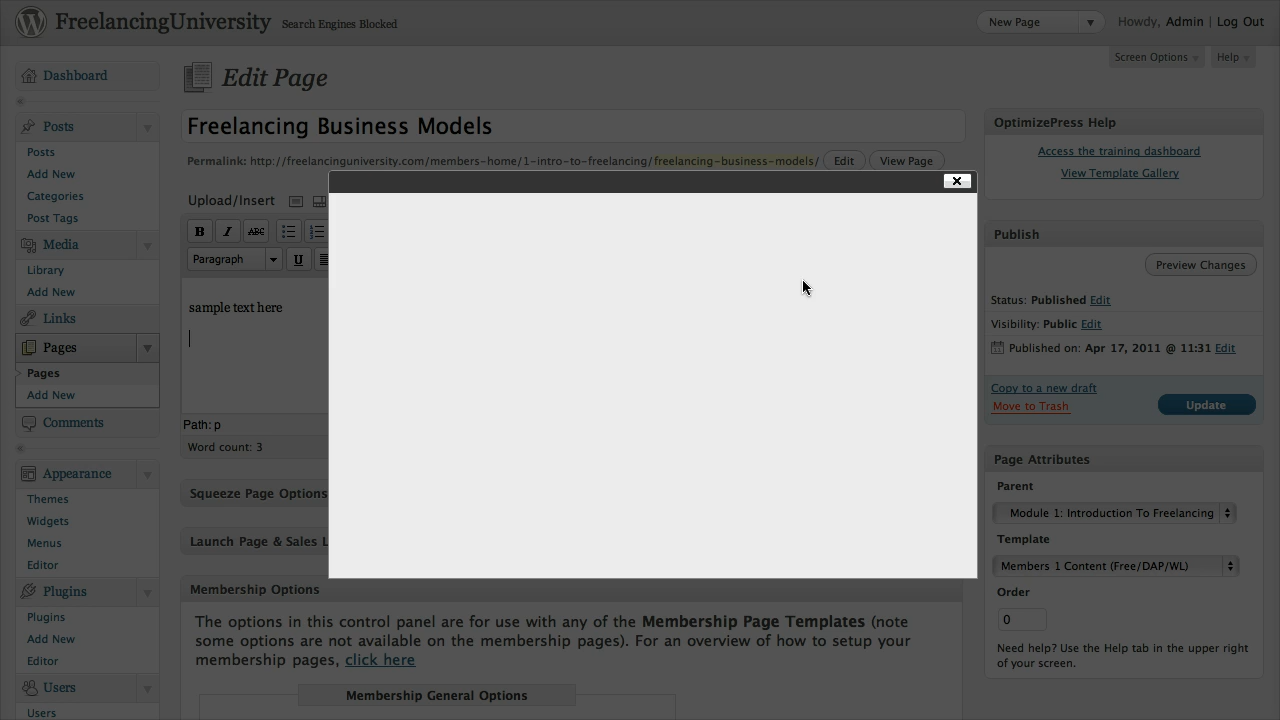 FreelancingUniversity
Search Engines Blocked
New Page
Howdy, Admin | Log Out
Screen Options
Help
Dashboard
Posts
Posts
Add New
Categories
Post Tags
Media
Library
Add New
Links
Pages
Pages
Add New
Comments
Appearance
Themes
Widgets
Menus
Editor
Plugins
Plugins
Add New
Editor
Users
Users
Edit Page
Freelancing Business Models
Permalink: http://freelancinguniversity.com/members-home/1-intro-to-freelancing/freelancing-business-models/ Edit View Page
Upload/Insert
B I ABC
Paragraph U
sample text here
Path: p
Word count: 3
Squeeze Page Options
Launch Page & Sales L
Membership Options
The options in this control panel are for use with any of the Membership Page Templates (note
some options are not available on the membership pages). For an overview of how to setup your
membership pages, click here
Membership General Options
OptimizePress Help
Access the training dashboard
View Template Gallery
Publish
Preview Changes
Status: Published Edit
Visibility: Public Edit
Published on: Apr 17, 2011 @ 11:31 Edit
Copy to a new draft
Move to Trash
Update
Page Attributes
Parent
Module 1: Introduction To Freelancing
Template
Members 1 Content (Free/DAP/WL)
Order
0
Need help? Use the Help tab in the upper right
of your screen.